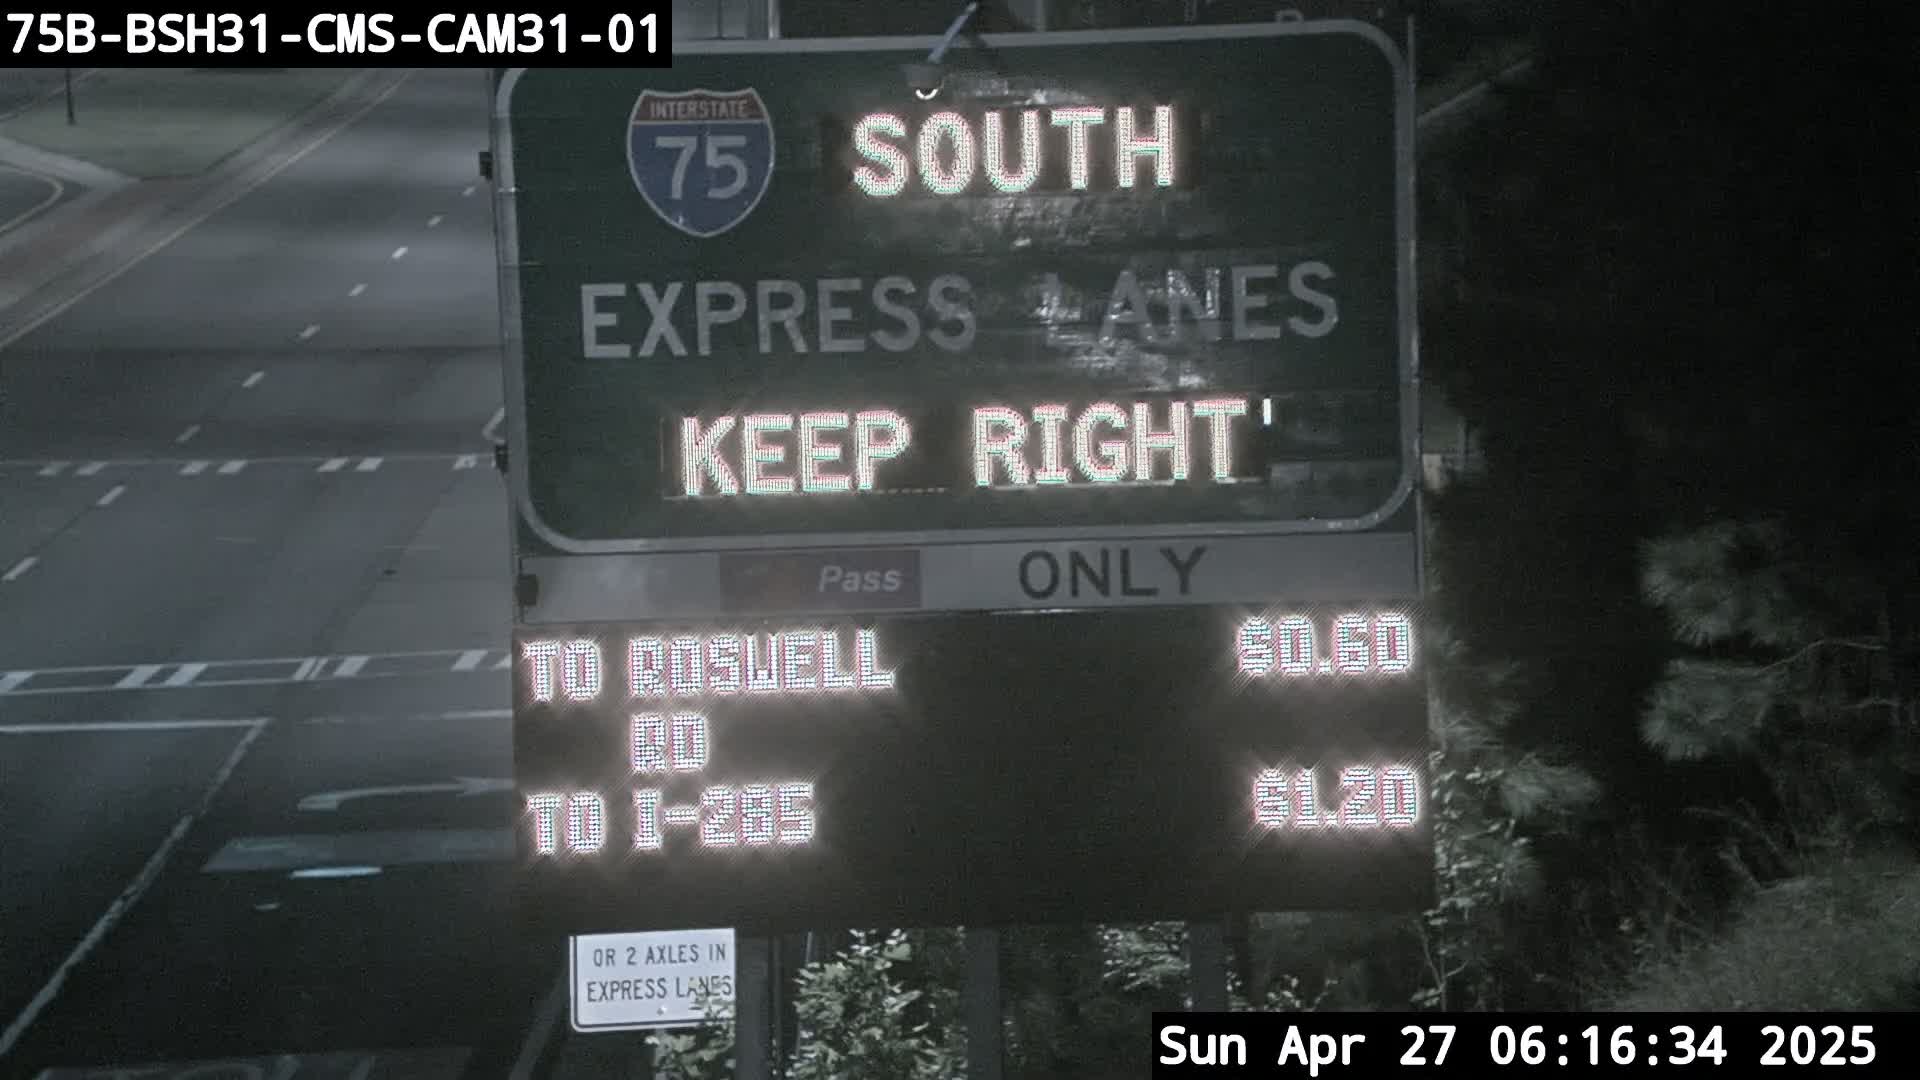 75B-BSH31-CMS-CAM31-01
INTERSTATE
75
SOUTH
EXPRESS LANES
KEEP RIGHT
Pass ONLY
TO ROSWELL $0.60
RD
TO I-285 $1.20
OR 2 AXLES IN
EXPRESS LANES
Sun Apr 27 06:16:34 2025